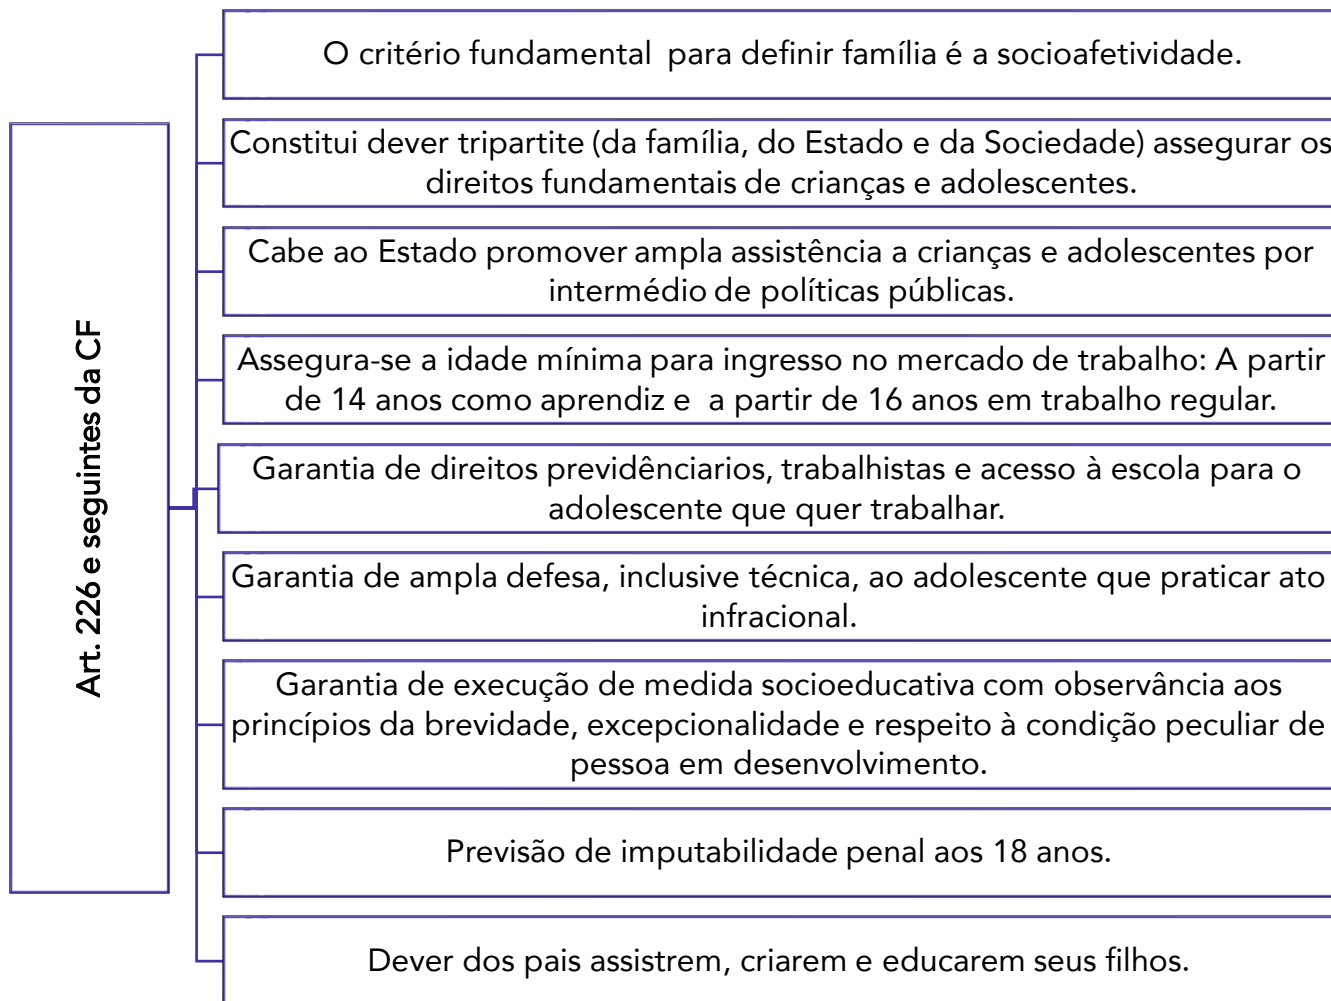 Art. 226 e seguintes da CF
O critério fundamental para definir família é a socioafetividade.
Constitui dever tripartite (da família, do Estado e da Sociedade) assegurar os
direitos fundamentais de crianças e adolescentes.
Cabe ao Estado promover ampla assistência a crianças e adolescentes por
intermédio de políticas públicas.
Assegura-se a idade mínima para ingresso no mercado de trabalho: A partir
de 14 anos como aprendiz e a partir de 16 anos em trabalho regular.
Garantia de direitos previdênciarios, trabalhistas e acesso à escola para o
adolescente que quer trabalhar.
Garantia de ampla defesa, inclusive técnica, ao adolescente que praticar ato
infracional.
Garantia de execução de medida socioeducativa com observância aos
princípios da brevidade, excepcionalidade e respeito à condição peculiar de
pessoa em desenvolvimento.
Previsão de imputabilidade penal aos 18 anos.
Dever dos pais assistrem, criarem e educarem seus filhos.